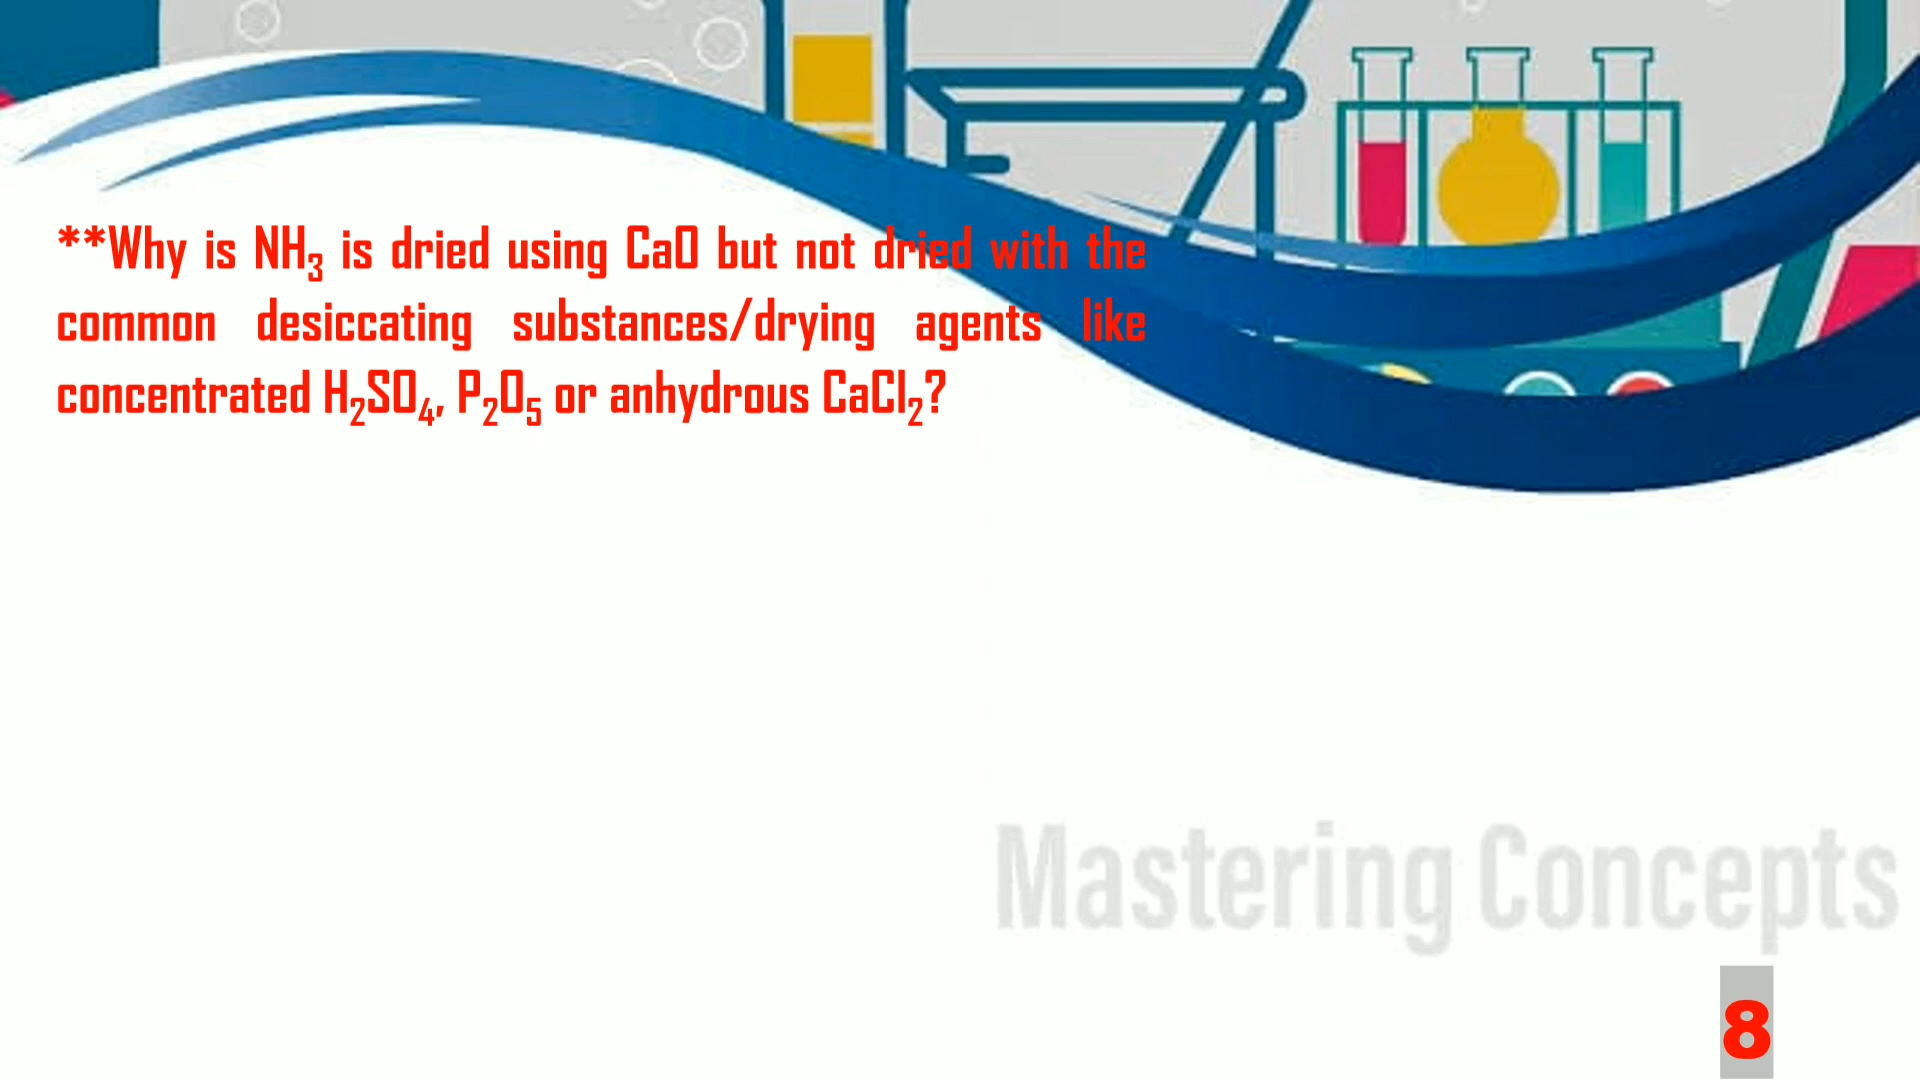 **Why is NH₃ is dried using CaO but not dried with the
common desiccating substances/drying agents like
concentrated H₂SO₄, P₂O₅ or anhydrous CaCl₂?
Mastering Concepts
8